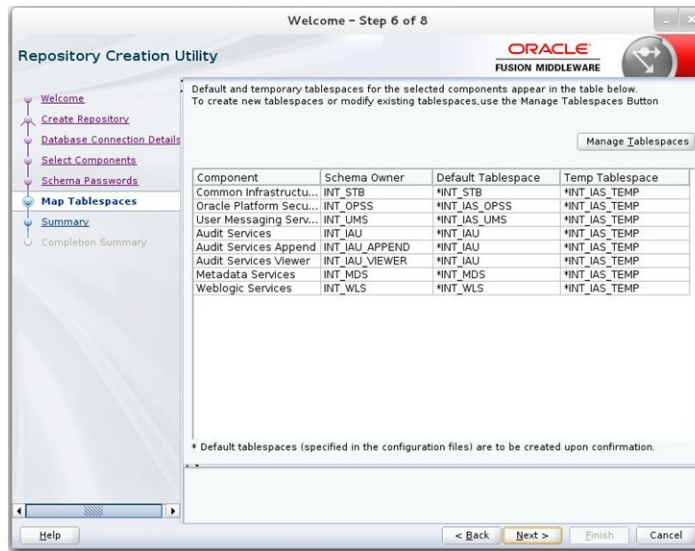 Welcome - Step 6 of 8
Repository Creation Utility
ORACLE
FUSION MIDDLEWARE
Welcome
Create Repository
Database Connection Details
Select Components
Schema Passwords
Map Tablespaces
Summary
Completion Summary
Default and temporary tablespaces for the selected components appear in the table below.
To create new tablespaces or modify existing tablespaces,use the Manage Tablespaces Button
Manage Tablespaces
Component Schema Owner Default Tablespace Temp Tablespace
Common Infrastructu... INT_STB *INT_STB *INT_IAS_TEMP
Oracle Platform Secu... INT_OPSS *INT_IAS_OPSS *INT_IAS_TEMP
User Messaging Serv... INT_UMS *INT_IAS_UMS *INT_IAS_TEMP
Audit Services INT_IAU *INT_IAU *INT_IAS_TEMP
Audit Services Append INT_IAU_APPEND *INT_IAU *INT_IAS_TEMP
Audit Services Viewer INT_IAU_VIEWER *INT_IAU *INT_IAS_TEMP
Metadata Services INT_MDS *INT_MDS *INT_IAS_TEMP
Weblogic Services INT_WLS *INT_WLS *INT_IAS_TEMP
* Default tablespaces (specified in the configuration files) are to be created upon confirmation.
Help
< Back
Next >
Finish
Cancel